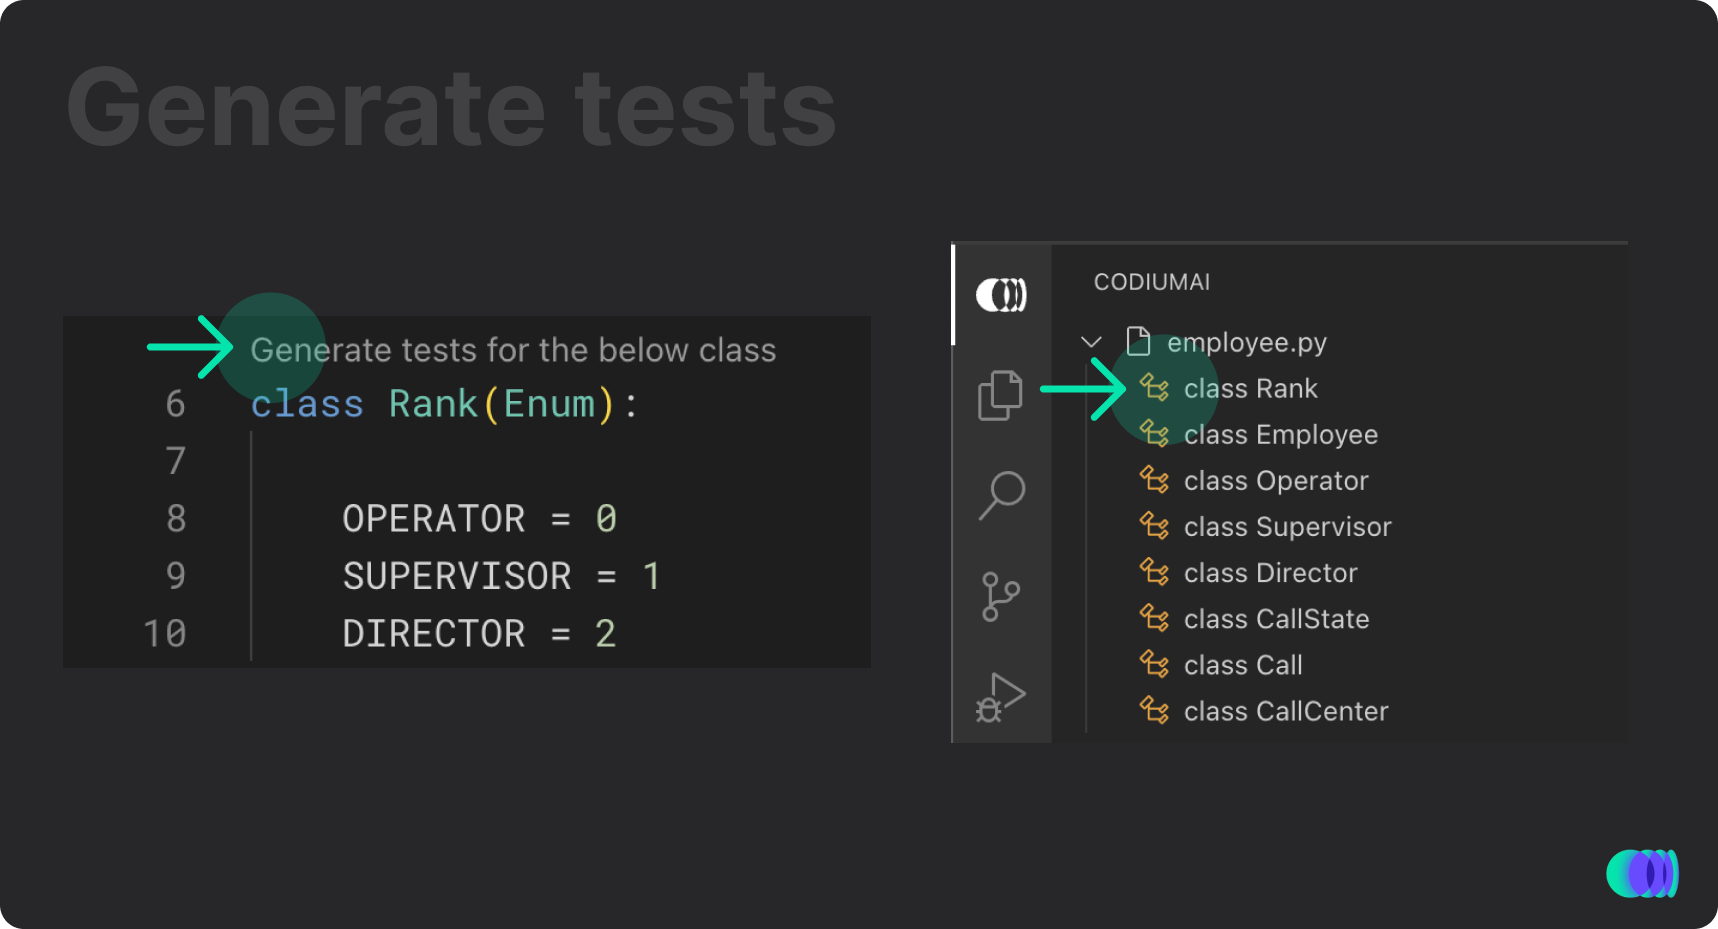 Generate tests
Generate tests for the below class
6 class Rank(Enum):
7
8 OPERATOR = 0
9 SUPERVISOR = 1
10 DIRECTOR = 2
CODIUMAI
employee.py
class Rank
class Employee
class Operator
class Supervisor
class Director
class CallState
class Call
class CallCenter